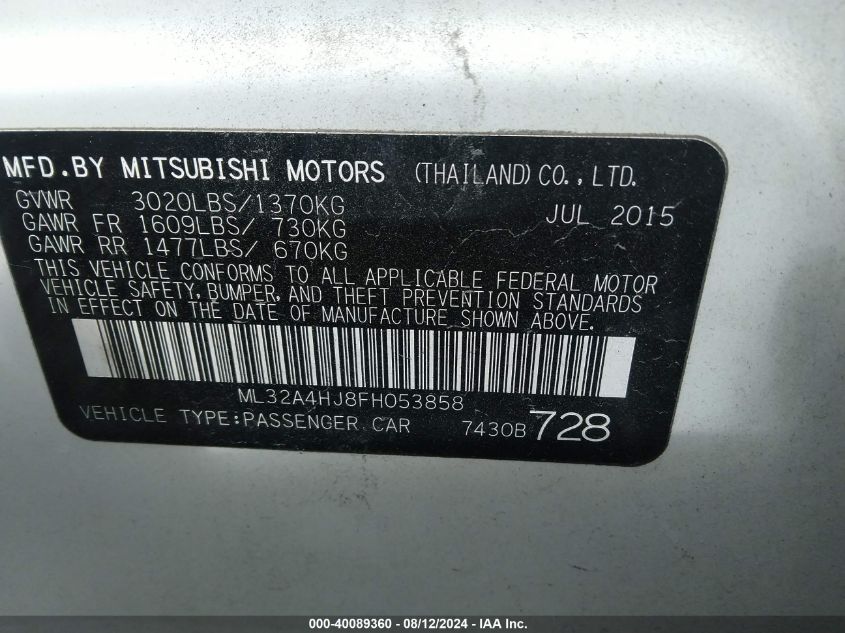 MFD.BY MITSUBISHI MOTORS (THAILAND) CO.,LTD.
GVWR 3020LBS/1370KG JUL 2015
GAWR FR 1609LBS/ 730KG
GAWR RR 1477LBS/ 670KG
THIS VEHICLE CONFORMS TO ALL APPLICABLE FEDERAL MOTOR
VEHICLE SAFETY, BUMPER, AND THEFT PREVENTION STANDARDS
IN EFFECT ON THE DATE OF MANUFACTURE SHOWN ABOVE.
ML32A4HJ8FH053858
VEHICLE TYPE:PASSENGER CAR 7430B 728
000-40089360 - 08/12/2024 - IAA Inc.